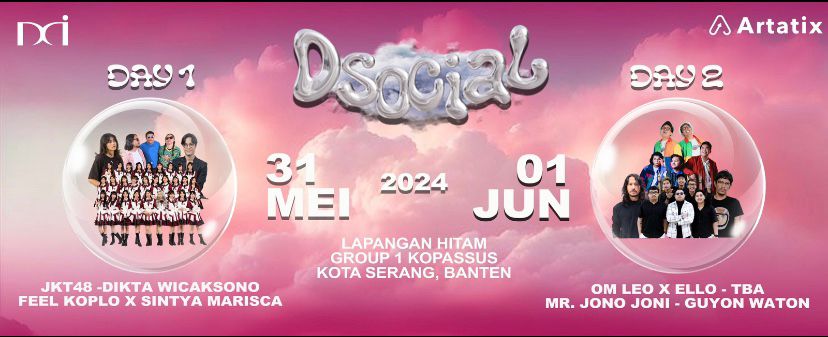 DCI
Artatix
DSOCIAL
DAY 1
DAY 2
31
MEI
2024
01
JUN
LAPANGAN HITAM
GROUP 1 KOPASSUS
KOTA SERANG, BANTEN
JKT48 -DIKTA WICAKSONO
FEEL KOPLO X SINTYA MARISCA
OM LEO X ELLO - TBA
MR. JONO JONI - GUYON WATON